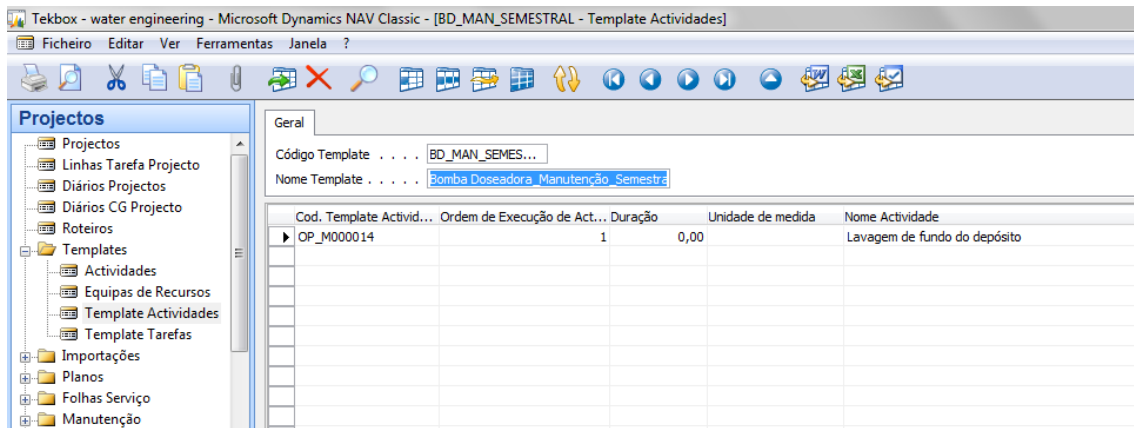 Tekbox - water engineering - Microsoft Dynamics NAV Classic - [BD_MAN_SEMESTRAL - Template Actividades]
Ficheiro Editar Ver Ferramentas Janela ?
Projectos
Projectos
Linhas Tarefa Projecto
Diários Projectos
Diários CG Projecto
Roteiros
Templates
Actividades
Equipas de Recursos
Template Actividades
Template Tarefas
Importações
Planos
Folhas Serviço
Manutenção
Geral
Código Template . . . . BD_MAN_SEMES...
Nome Template . . . . . Bomba Doseadora_Manutenção_Semestra
Cod. Template Activid... Ordem de Execução de Act... Duração Unidade de medida Nome Actividade
OP_M000014 1 0,00 Lavagem de fundo do depósito